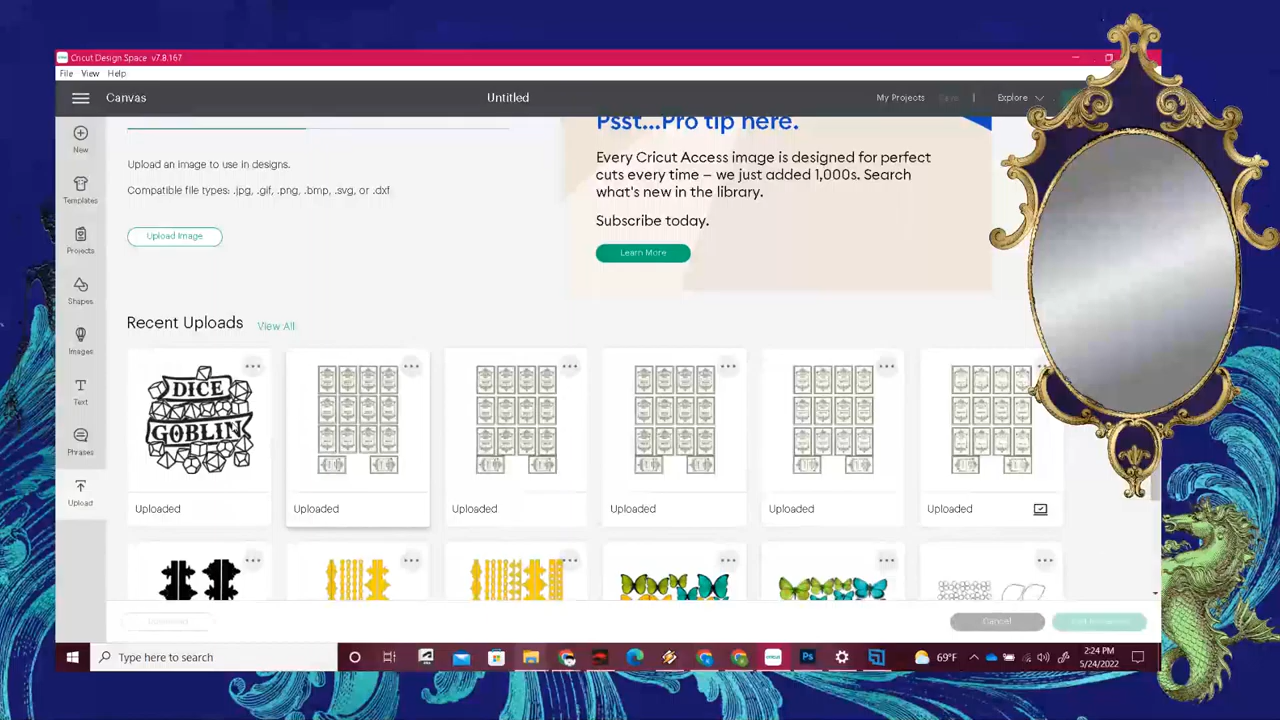 Cricut Design Space v7.8.167
File View Help
Canvas
Untitled
My Projects
Explore
New
Templates
Projects
Shapes
Images
Text
Phrases
Upload
Upload an image to use in designs.
Compatible file types: .jpg, .gif, .png, .bmp, .svg, or .dxf
Upload Image
Psst...Pro tip here.
Every Cricut Access image is designed for perfect
cuts every time – we just added 1,000s. Search
what's new in the library.
Subscribe today.
Learn More
Recent Uploads View All
DICE
GOBLIN
Uploaded
Uploaded
Uploaded
Uploaded
Uploaded
Uploaded
Cancel
Type here to search
69°F
2:24 PM
5/24/2022